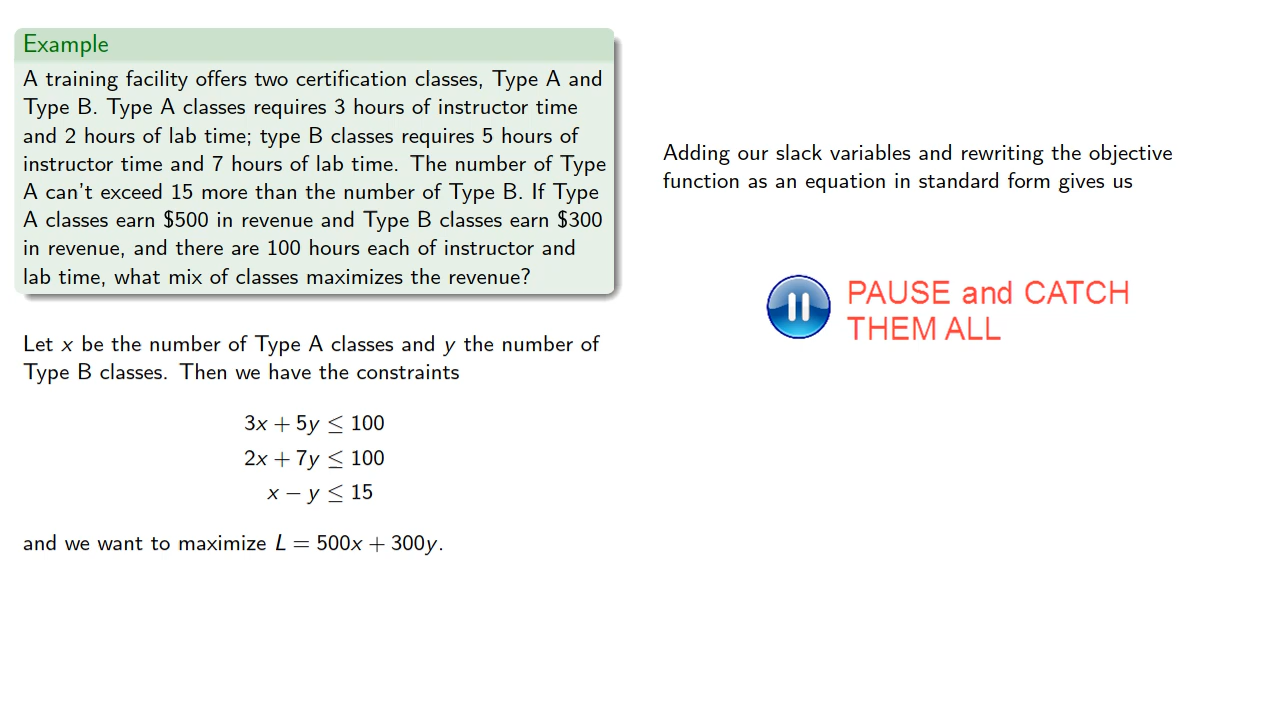 Example
A training facility offers two certification classes, Type A and
Type B. Type A classes requires 3 hours of instructor time
and 2 hours of lab time; type B classes requires 5 hours of
instructor time and 7 hours of lab time. The number of Type
A can't exceed 15 more than the number of Type B. If Type
A classes earn $500 in revenue and Type B classes earn $300
in revenue, and there are 100 hours each of instructor and
lab time, what mix of classes maximizes the revenue?
Let x be the number of Type A classes and y the number of
Type B classes. Then we have the constraints
3x + 5y ≤ 100
2x + 7y ≤ 100
x − y ≤ 15
and we want to maximize L = 500x + 300y.
Adding our slack variables and rewriting the objective
function as an equation in standard form gives us
PAUSE and CATCH
THEM ALL